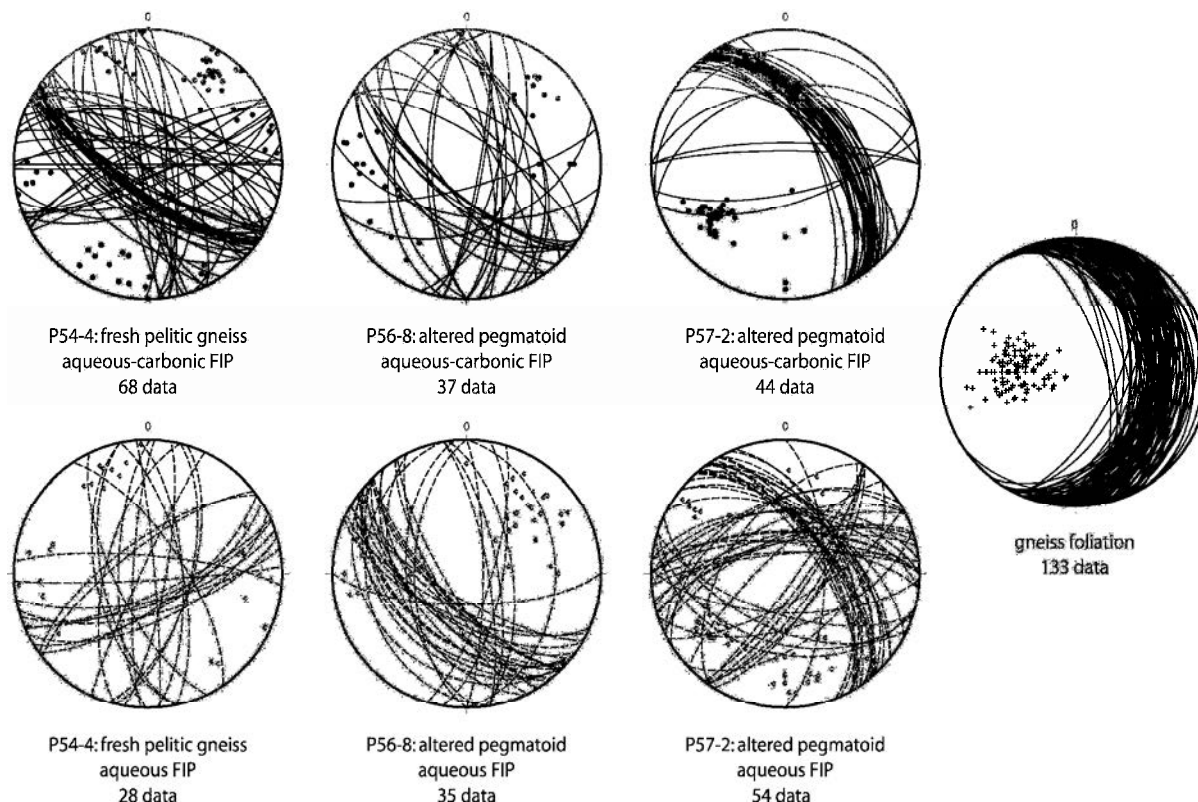 0
0
0
P54-4: fresh pelitic gneiss
aqueous-carbonic FIP
68 data
P56-8: altered pegmatoid
aqueous-carbonic FIP
37 data
P57-2: altered pegmatoid
aqueous-carbonic FIP
44 data
0
gneiss foliation
133 data
0
0
0
P54-4: fresh pelitic gneiss
aqueous FIP
28 data
P56-8: altered pegmatoid
aqueous FIP
35 data
P57-2: altered pegmatoid
aqueous FIP
54 data